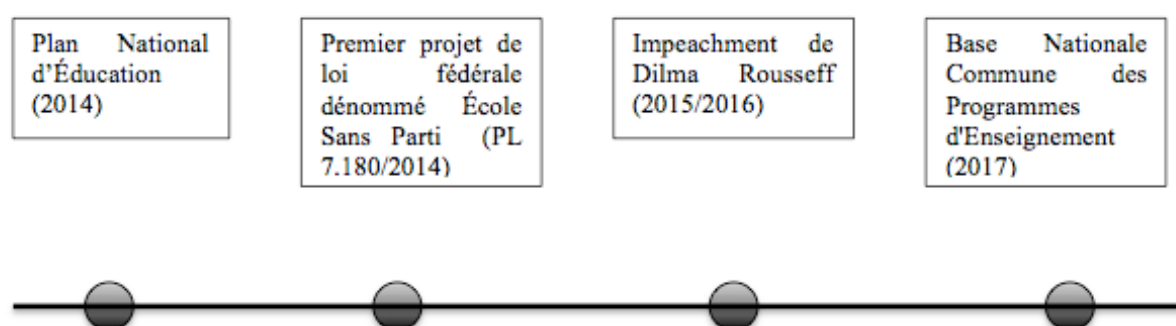 Plan National
d’Éducation
(2014)
Premier projet de
loi fédérale
dénommé École
Sans Parti (PL
7.180/2014)
Impeachment de
Dilma Rousseff
(2015/2016)
Base Nationale
Commune des
Programmes
d'Enseignement
(2017)